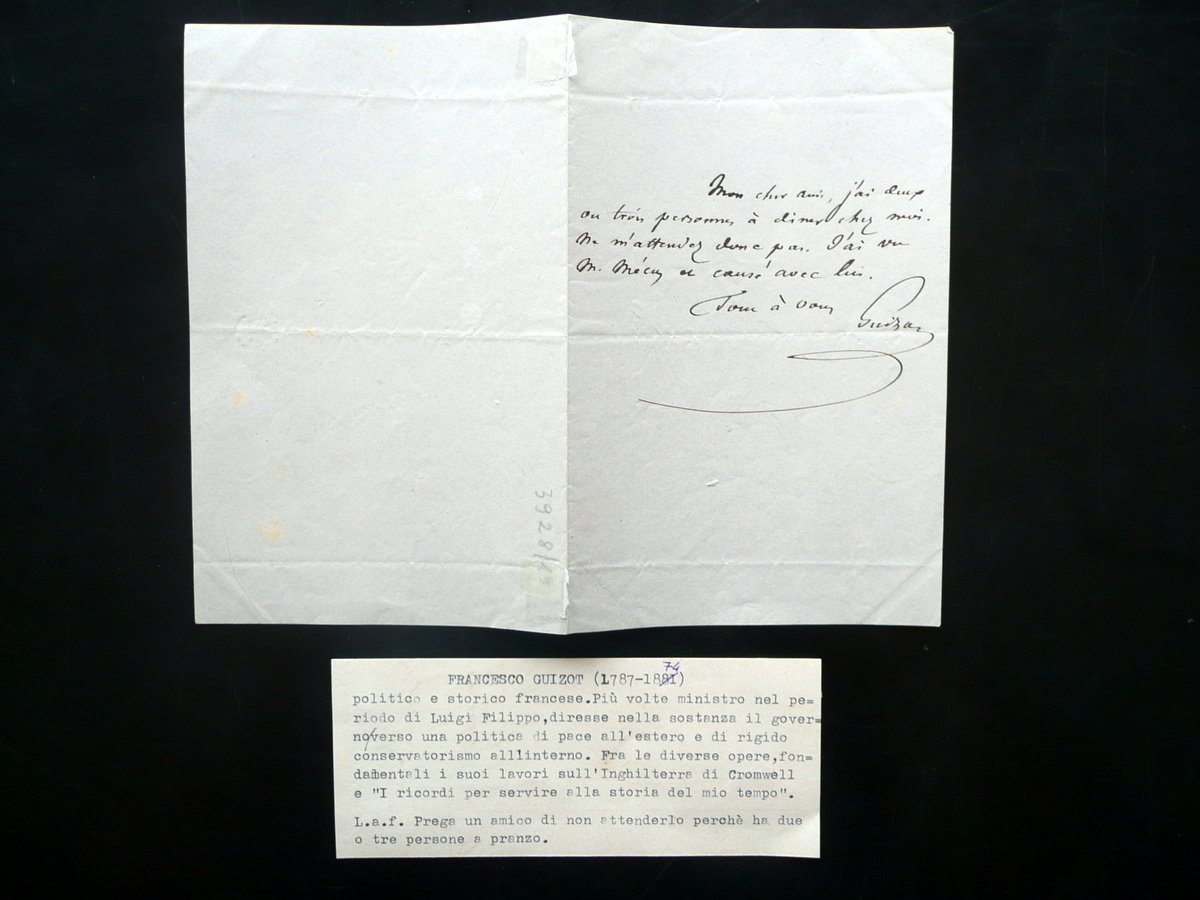 Mon cher ami, j'ai deux
ou trois personnes à diner chez moi.
Ne m'attendez donc pas. J'ai vu
M. et causé avec lui.
Tout à vous
Guizot
3928/29
FRANCESCO GUIZOT (L787-1881) 74
politico e storico francese.Più volte ministro nel pe=
riodo di Luigi Filippo,diresse nella sostanza il gover=
no/verso una politica di pace all'estero e di rigido
conservatorismo alllinterno. Fra le diverse opere,fon=
damentali i suoi lavori sull'Inghilterra di Cromwell
e "I ricordi per servire alla storia del mio tempo".
L.a.f. Prega un amico di non attenderlo perchè ha due
o tre persone a pranzo.